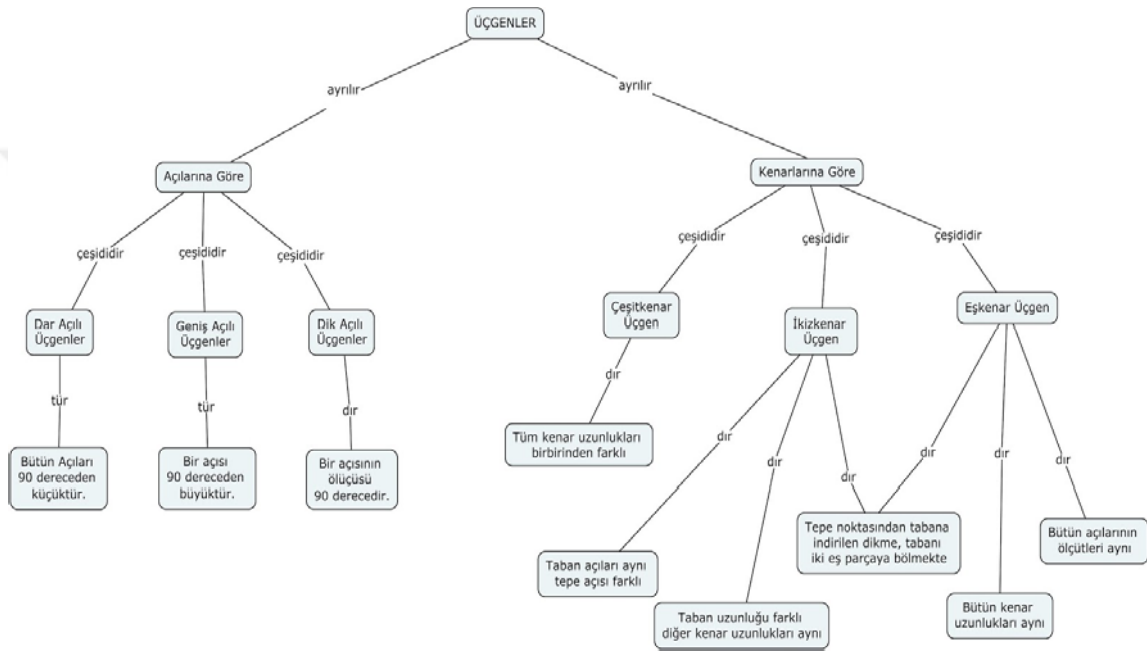 ÜÇGENLER
ayrılır
ayrılır
Açılarına Göre
Kenarlarına Göre
çeşididir
çeşididir
çeşididir
çeşididir
çeşididir
çeşididir
Dar Açılı
Üçgenler
Geniş Açılı
Üçgenler
Dik Açılı
Üçgenler
Çeşitkenar
Üçgen
İkizkenar
Üçgen
Eşkenar Üçgen
tür
tür
dır
dır
dır
dır
dır
dır
dır
dır
Bütün Açıları
90 dereceden
küçüktür.
Bir açısı
90 dereceden
büyüktür.
Bir açısının
ölüçüsü
90 derecedir.
Tüm kenar uzunlukları
birbirinden farklı
Taban açıları aynı
tepe açısı farklı
Taban uzunluğu farklı
diğer kenar uzunlukları aynı
Tepe noktasından tabana
indirilen dikme, tabanı
iki eş parçaya bölmekte
Bütün kenar
uzunlukları aynı
Bütün açılarının
ölçütleri aynı